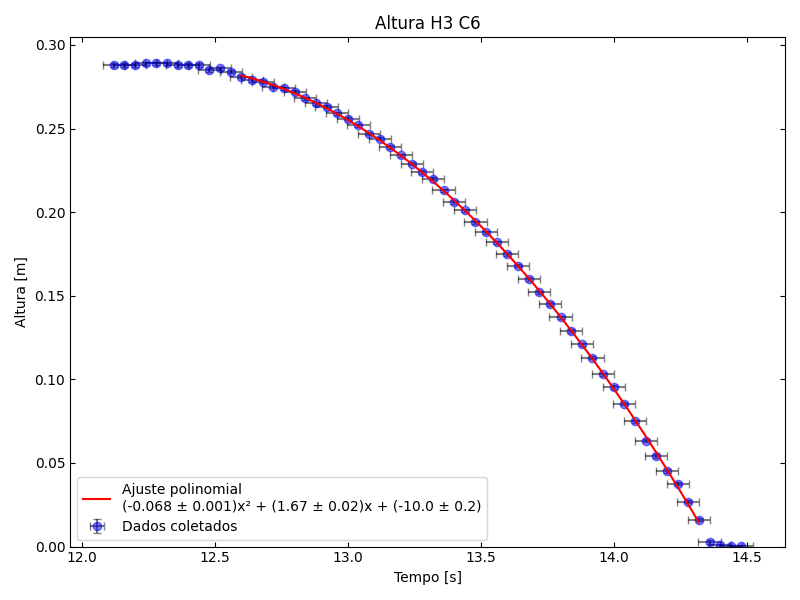 Altura H3 C6
0.30
0.25
0.20
0.15
0.10
0.05
0.00
Altura [m]
Ajuste polinomial
(-0.068 ± 0.001)x² + (1.67 ± 0.02)x + (-10.0 ± 0.2)
Dados coletados
12.0 12.5 13.0 13.5 14.0 14.5
Tempo [s]